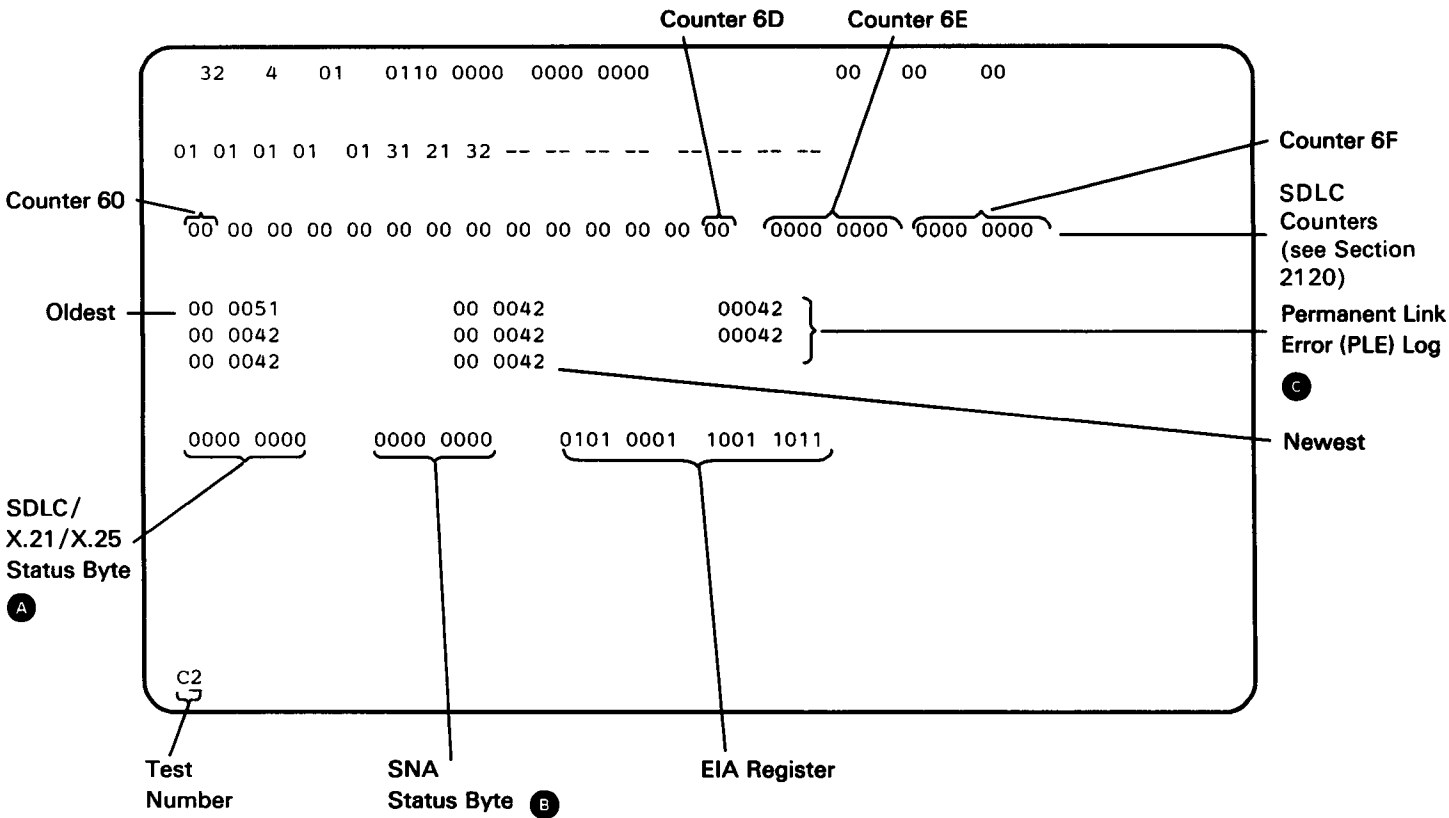 Counter 6D Counter 6E
32 4 01 0110 0000 0000 0000 00 00 00
01 01 01 01 01 31 21 32 -- -- -- -- -- -- -- --
Counter 6F
Counter 60
00 00 00 00 00 00 00 00 00 00 00 00 00 00 0000 0000 0000 0000
SDLC
Counters
(see Section
2120)
Oldest
00 0051 00 0042 00042
00 0042 00 0042 00042
00 0042 00 0042
Permanent Link
Error (PLE) Log
C
Newest
0000 0000 0000 0000 0101 0001 1001 1011
SDLC/
X.21/X.25
Status Byte
A
C2
Test
Number
SNA
Status Byte B
EIA Register